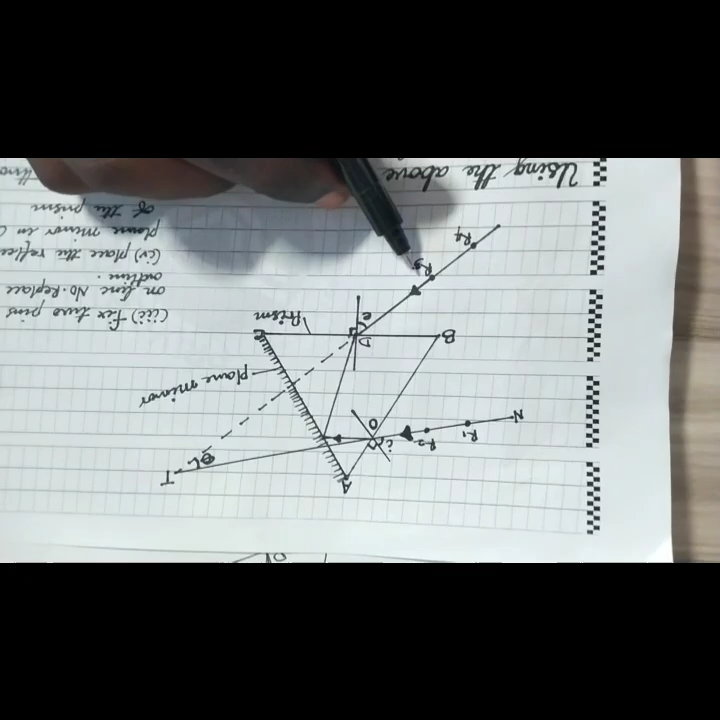 A
T
θ
N
P1
P2
i
O
plane mirror
B
D
Prism
e
P3
P4
(iii) Fix two pins
on line NO. Replace
outline.
(iv) place the
plane mirror in
of the prism
Using the above